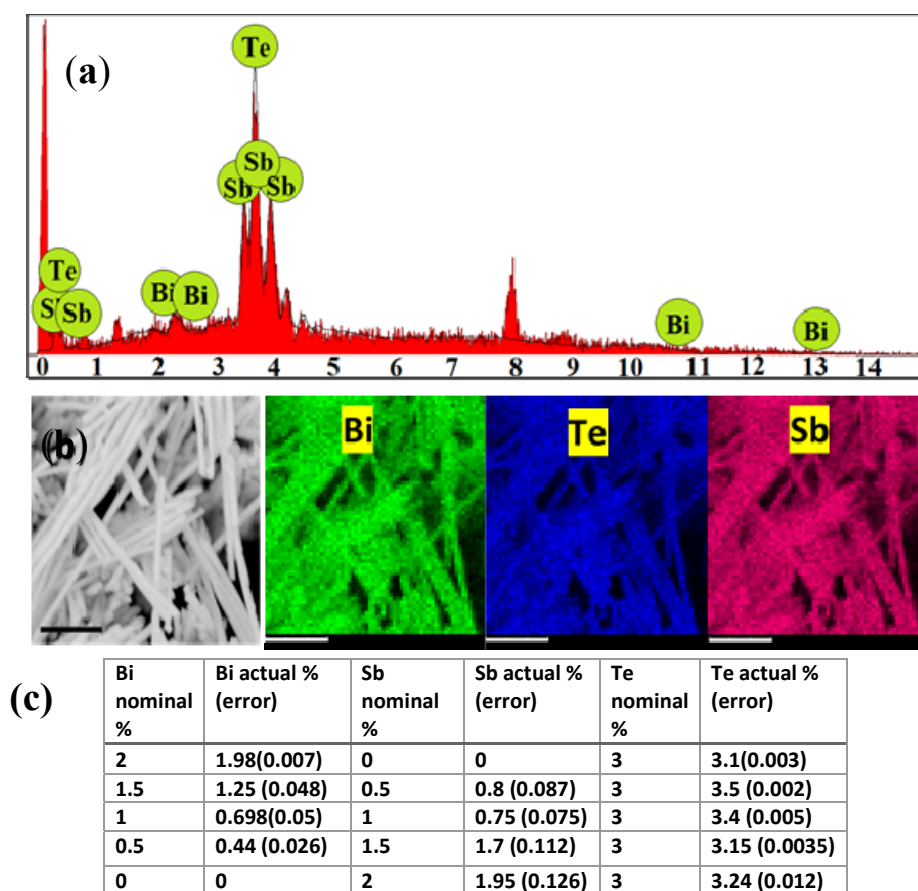 (a)
Te
Sb
Sb Sb
Te
Sb
Bi Bi
Bi Bi
0 1 2 3 4 5 6 7 8 9 10 11 12 13 14
(b)
Bi Te Sb
(c)
Bi nominal % Bi actual % (error) Sb nominal % Sb actual % (error) Te nominal % Te actual % (error)
2 1.98(0.007) 0 0 3 3.1(0.003)
1.5 1.25 (0.048) 0.5 0.8 (0.087) 3 3.5 (0.002)
1 0.698(0.05) 1 0.75 (0.075) 3 3.4 (0.005)
0.5 0.44 (0.026) 1.5 1.7 (0.112) 3 3.15 (0.0035)
0 0 2 1.95 (0.126) 3 3.24 (0.012)